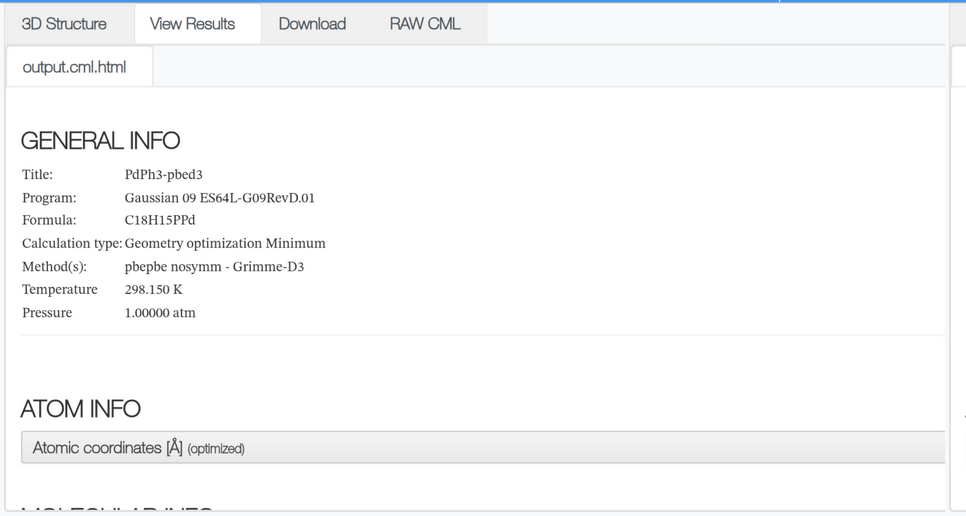 3D Structure View Results Download RAW CML
output.cml.html
GENERAL INFO
Title: PdPh3-pbed3
Program: Gaussian 09 ES64L-G09RevD.01
Formula: C18H15PPd
Calculation type: Geometry optimization Minimum
Method(s): pbepbe nosymm - Grimme-D3
Temperature 298.150 K
Pressure 1.00000 atm
ATOM INFO
Atomic coordinates [Å] (optimized)